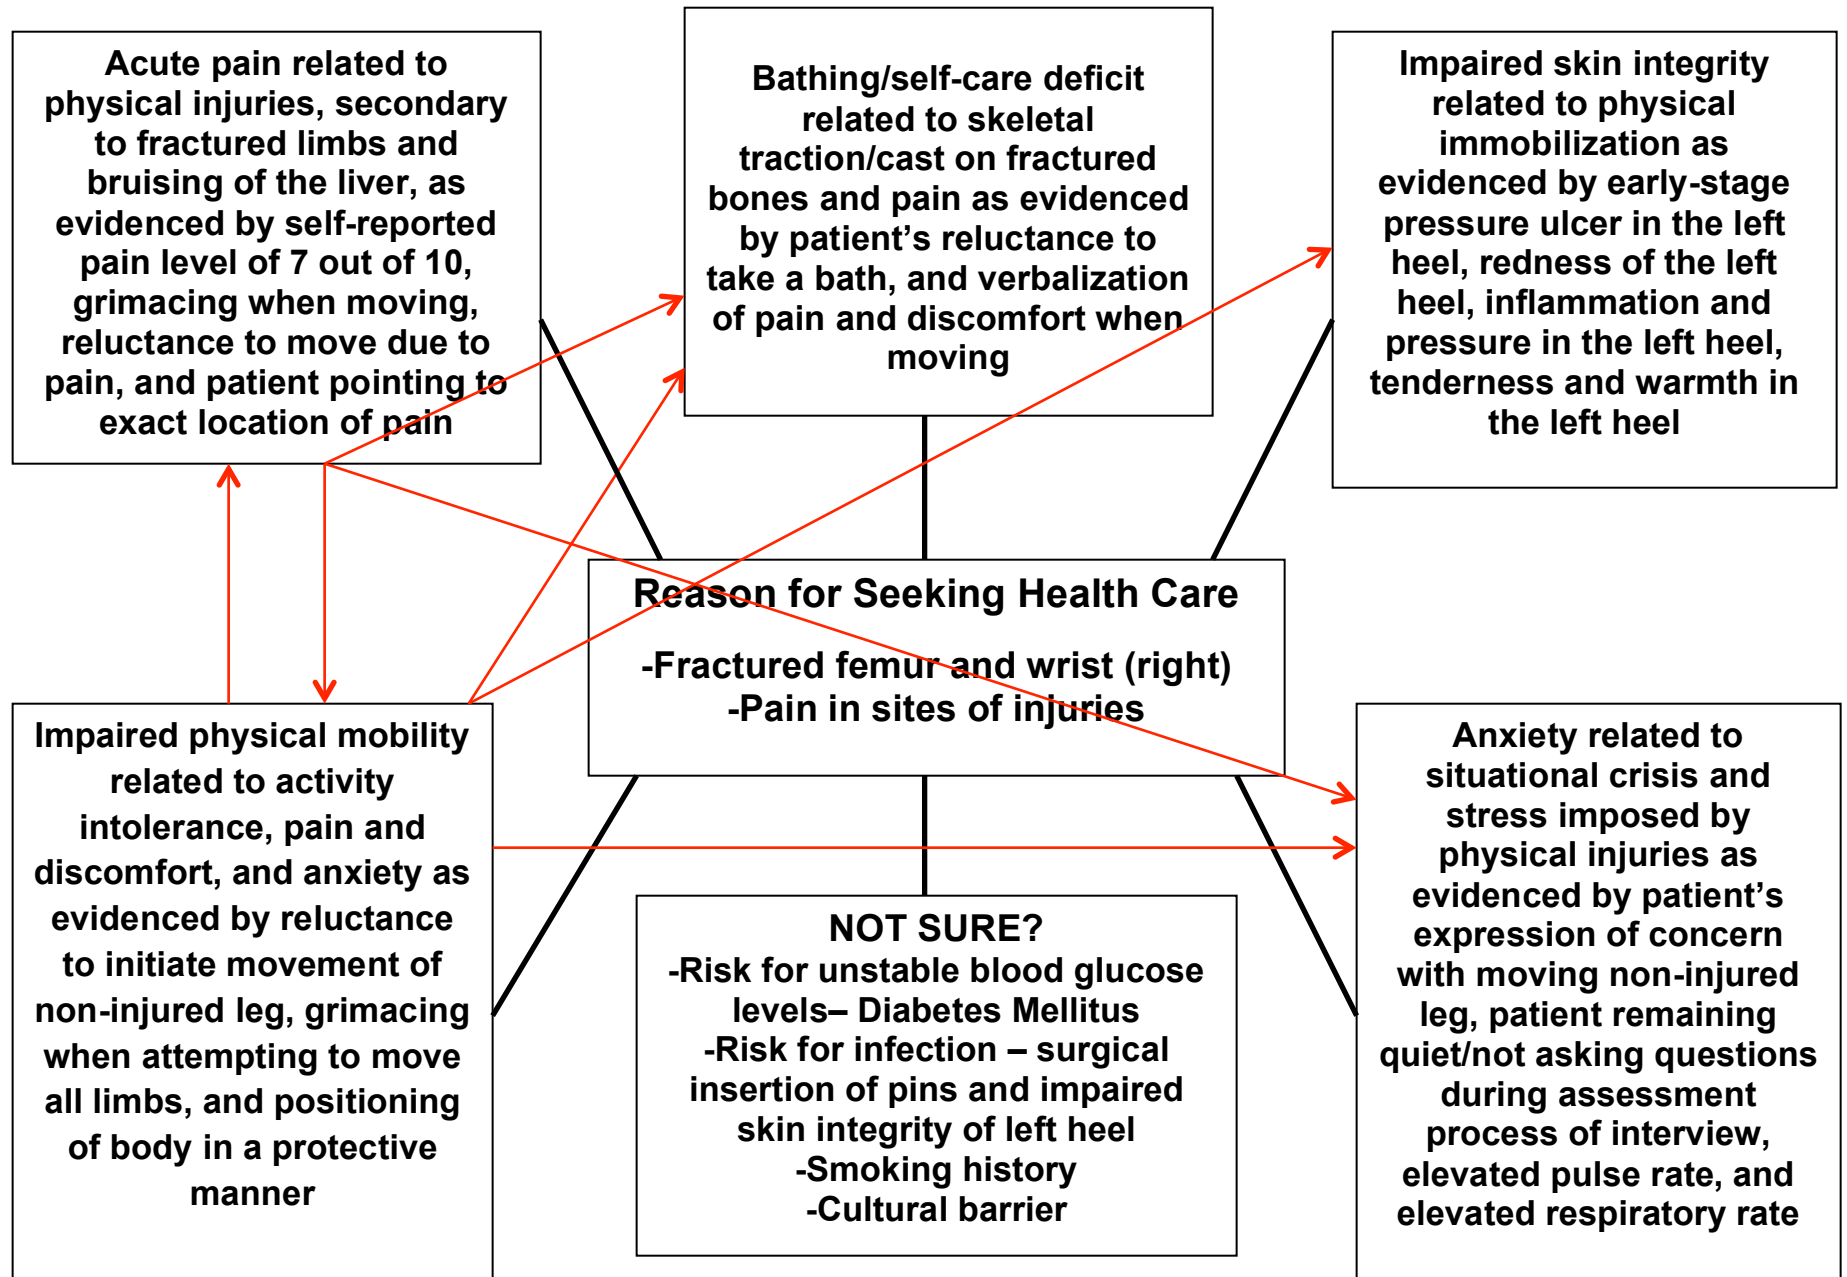 Acute pain related to
physical injuries, secondary
to fractured limbs and
bruising of the liver, as
evidenced by self-reported
pain level of 7 out of 10,
grimacing when moving,
reluctance to move due to
pain, and patient pointing to
exact location of pain
Bathing/self-care deficit
related to skeletal
traction/cast on fractured
bones and pain as evidenced
by patient’s reluctance to
take a bath, and verbalization
of pain and discomfort when
moving
Impaired skin integrity
related to physical
immobilization as
evidenced by early-stage
pressure ulcer in the left
heel, redness of the left
heel, inflammation and
pressure in the left heel,
tenderness and warmth in
the left heel
Reason for Seeking Health Care
-Fractured femur and wrist (right)
-Pain in sites of injuries
Impaired physical mobility
related to activity
intolerance, pain and
discomfort, and anxiety as
evidenced by reluctance
to initiate movement of
non-injured leg, grimacing
when attempting to move
all limbs, and positioning
of body in a protective
manner
NOT SURE?
-Risk for unstable blood glucose
levels– Diabetes Mellitus
-Risk for infection – surgical
insertion of pins and impaired
skin integrity of left heel
-Smoking history
-Cultural barrier
Anxiety related to
situational crisis and
stress imposed by
physical injuries as
evidenced by patient’s
expression of concern
with moving non-injured
leg, patient remaining
quiet/not asking questions
during assessment
process of interview,
elevated pulse rate, and
elevated respiratory rate